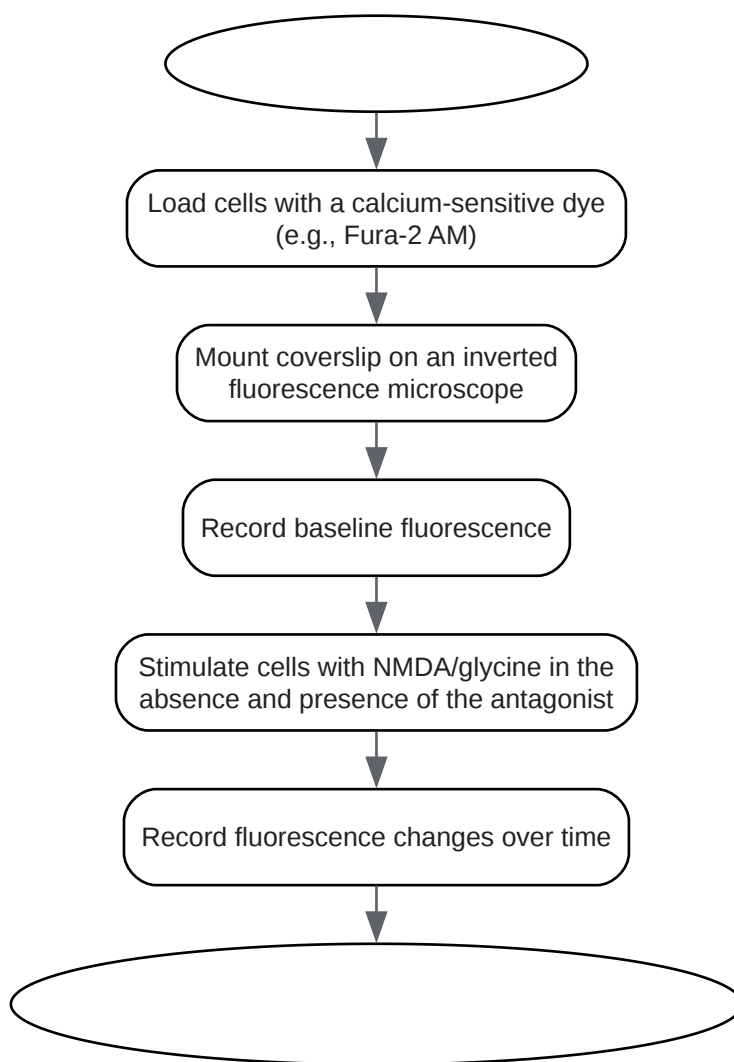 Load cells with a calcium-sensitive dye
(e.g., Fura-2 AM)
Mount coverslip on an inverted
fluorescence microscope
Record baseline fluorescence
Stimulate cells with NMDA/glycine in the
absence and presence of the antagonist
Record fluorescence changes over time